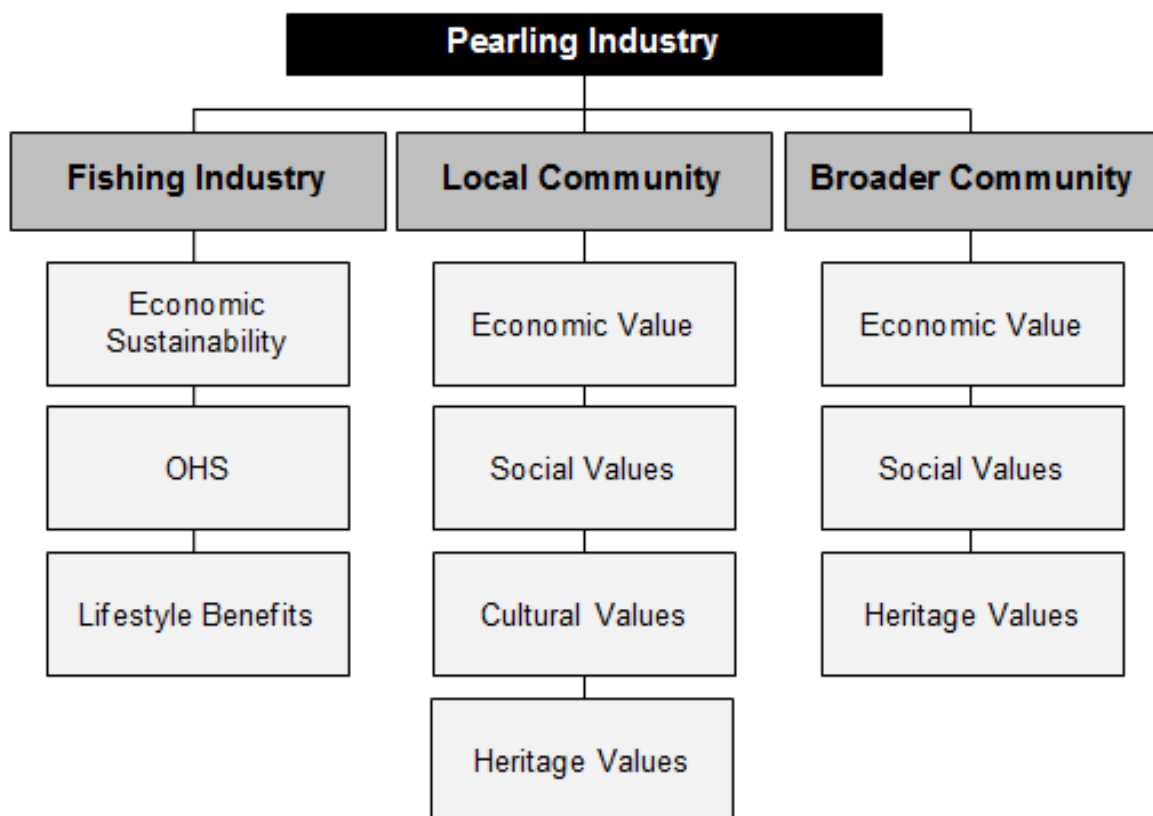 Pearling Industry
Fishing Industry
Local Community
Broader Community
Economic
Sustainability
OHS
Lifestyle Benefits
Economic Value
Social Values
Cultural Values
Heritage Values
Economic Value
Social Values
Heritage Values